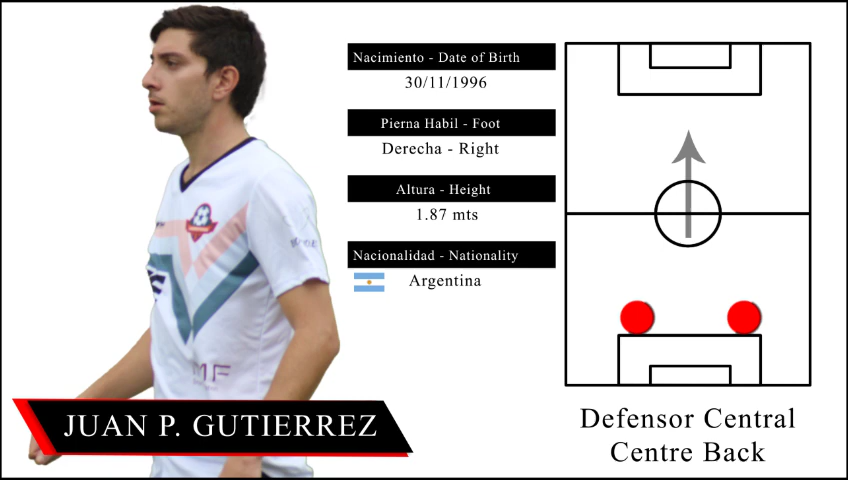 Nacimiento - Date of Birth
30/11/1996
Pierna Habil - Foot
Derecha - Right
Altura - Height
1.87 mts
Nacionalidad - Nationality
Argentina
JUAN P. GUTIERREZ
Defensor Central
Centre Back